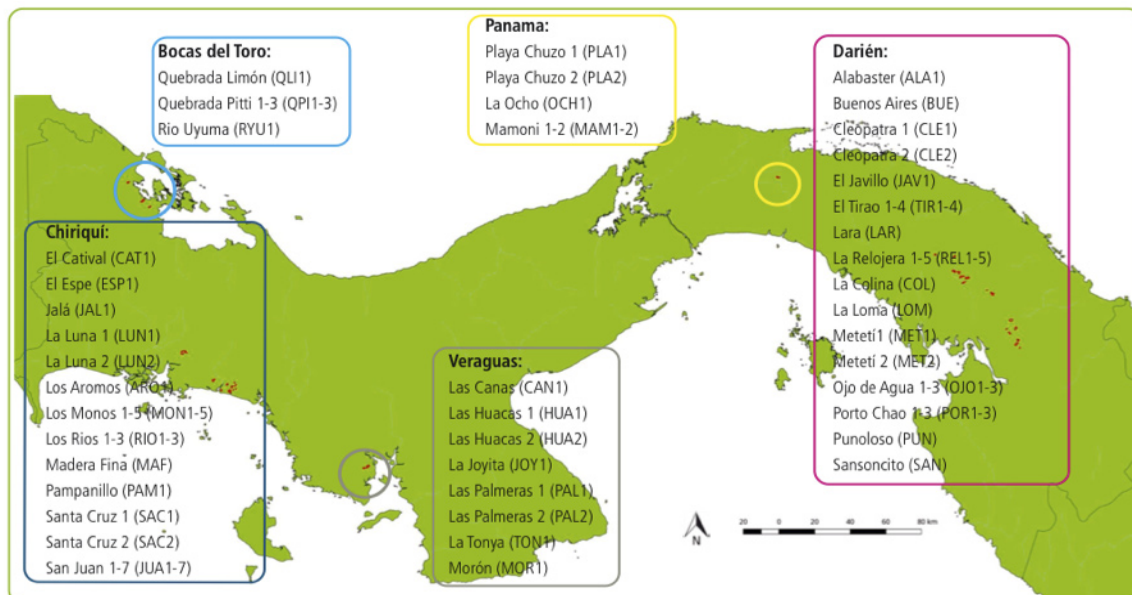 Bocas del Toro:
Quebrada Limón (QLI1)
Quebrada Pitti 1-3 (QPI1-3)
Rio Uyuma (RYU1)
Panama:
Playa Chuzo 1 (PLA1)
Playa Chuzo 2 (PLA2)
La Ocho (OCH1)
Mamoni 1-2 (MAM1-2)
Darién:
Alabaster (ALA1)
Buenos Aires (BUE)
Cleopatra 1 (CLE1)
Cleopatra 2 (CLE2)
El Javillo (JAV1)
El Tirao 1-4 (TIR1-4)
Lara (LAR)
La Relojera 1-5 (REL1-5)
La Colina (COL)
La Loma (LOM)
Metetí1 (MET1)
Metetí 2 (MET2)
Ojo de Agua 1-3 (OJO1-3)
Porto Chao 1-3 (POR1-3)
Punoloso (PUN)
Sansoncito (SAN)
Chiriquí:
El Catival (CAT1)
El Espe (ESP1)
Jalá (JAL1)
La Luna 1 (LUN1)
La Luna 2 (LUN2)
Los Aromos (ARO1)
Los Monos 1-5 (MON1-5)
Los Rios 1-3 (RIO1-3)
Madera Fina (MAF)
Pampanillo (PAM1)
Santa Cruz 1 (SAC1)
Santa Cruz 2 (SAC2)
San Juan 1-7 (JUA1-7)
Veraguas:
Las Canas (CAN1)
Las Huacas 1 (HUA1)
Las Huacas 2 (HUA2)
La Joyita (JOY1)
Las Palmeras 1 (PAL1)
Las Palmeras 2 (PAL2)
La Tonya (TON1)
Morón (MOR1)
N
20 0 20 40 60 80 km